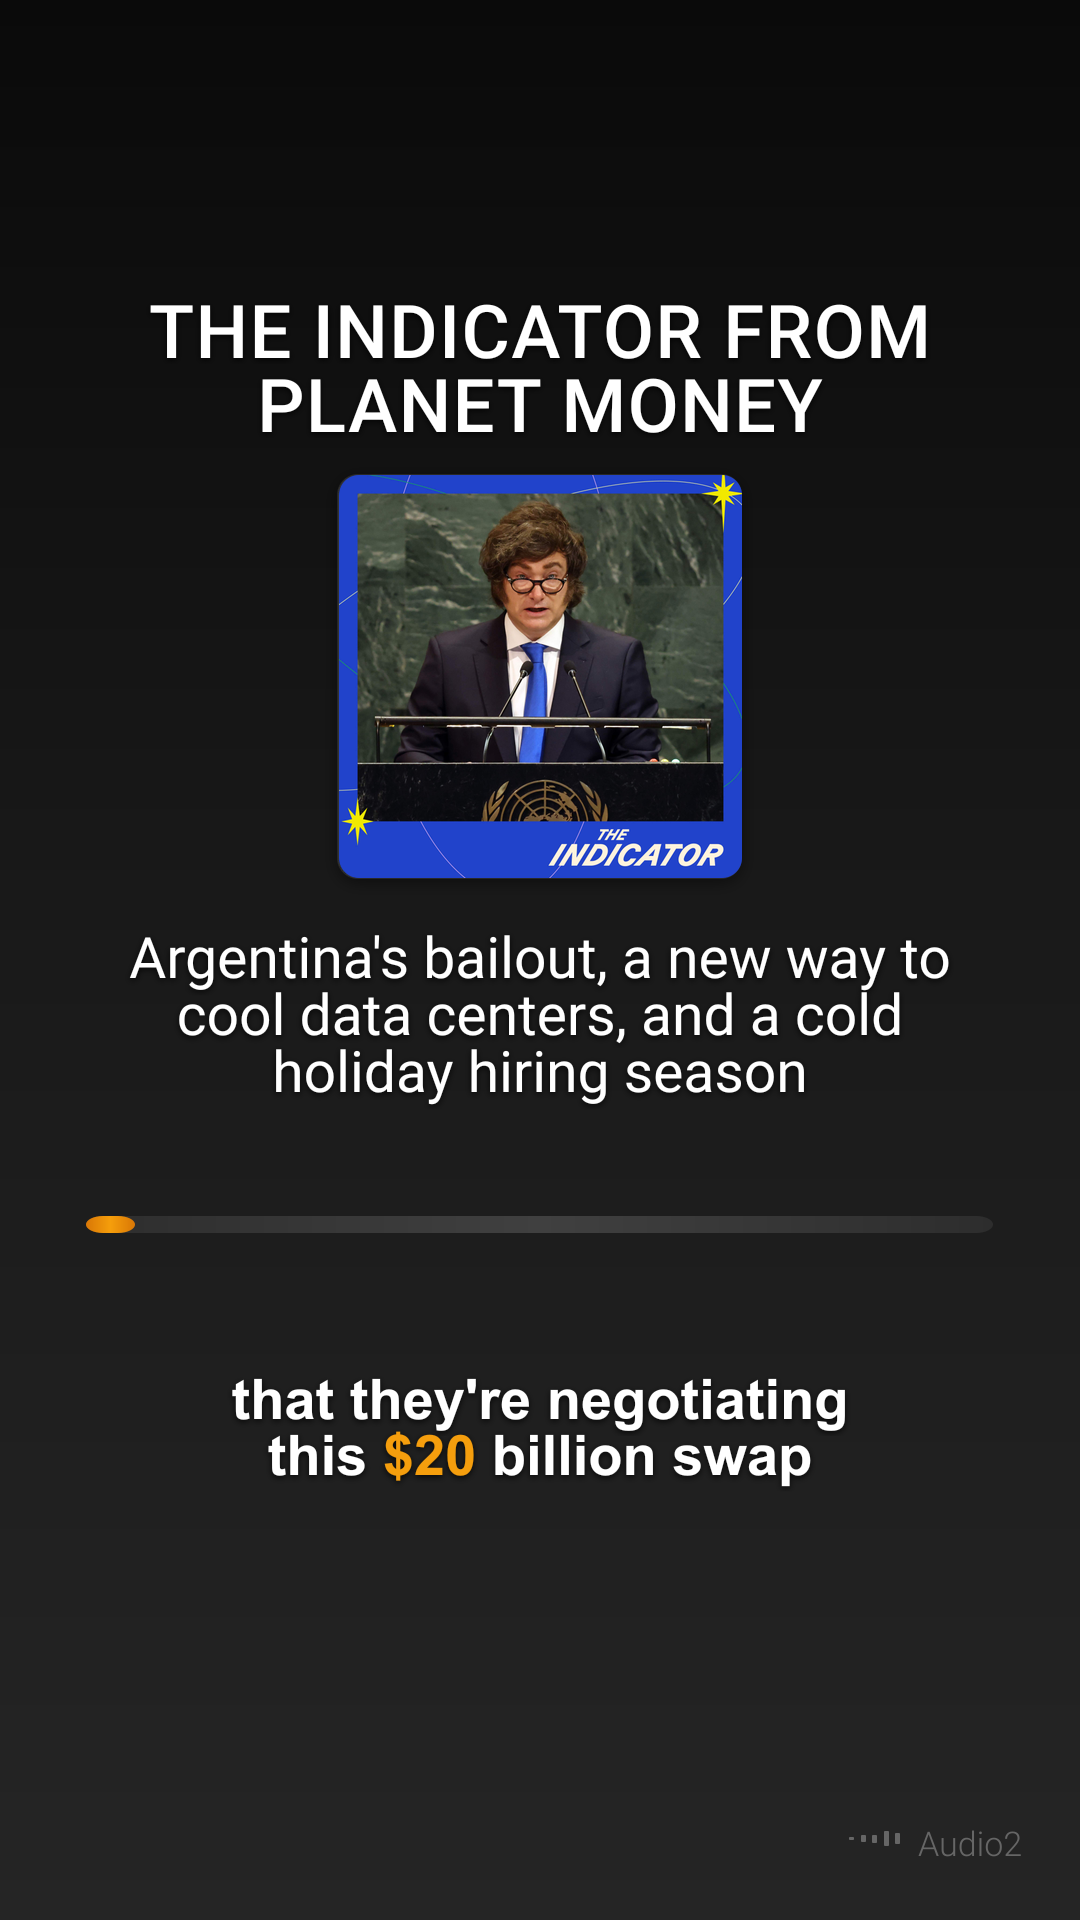 THE INDICATOR FROM
PLANET MONEY
THE
INDICATOR
Argentina's bailout, a new way to
cool data centers, and a cold
holiday hiring season
that they're negotiating
this $20 billion swap
Audio2